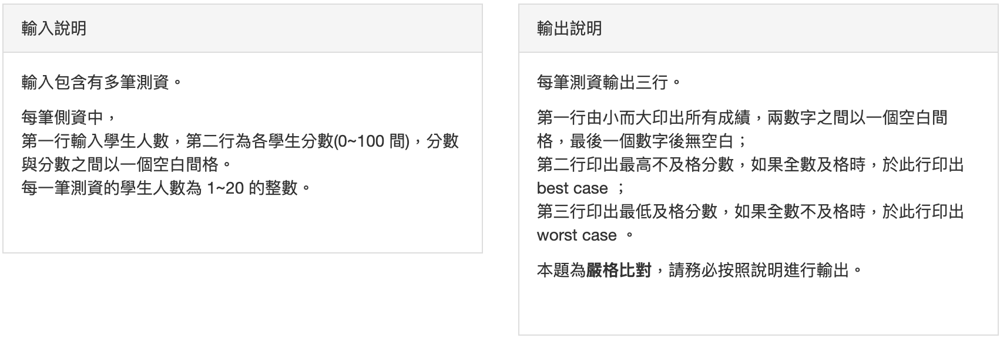 輸入說明
輸入包含有多筆測資。
每筆側資中，
第一行輸入學生人數，第二行為各學生分數(0~100 間)，分數
與分數之間以一個空白間格。
每一筆測資的學生人數為 1~20 的整數。
輸出說明
每筆測資輸出三行。
第一行由小而大印出所有成績，兩數字之間以一個空白間
格，最後一個數字後無空白；
第二行印出最高不及格分數，如果全數及格時，於此行印出
best case ；
第三行印出最低及格分數，如果全數不及格時，於此行印出
worst case 。
本題為嚴格比對，請務必按照說明進行輸出。